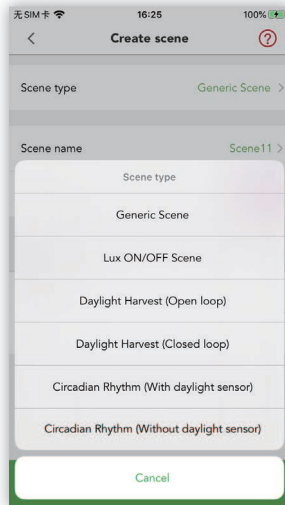 无SIM卡 16:25 100%
Create scene ?
Scene type Generic Scene
Scene name Scene11
Scene type
Generic Scene
Lux ON/OFF Scene
Daylight Harvest (Open loop)
Daylight Harvest (Closed loop)
Circadian Rhythm (With daylight sensor)
Circadian Rhythm (Without daylight sensor)
Cancel